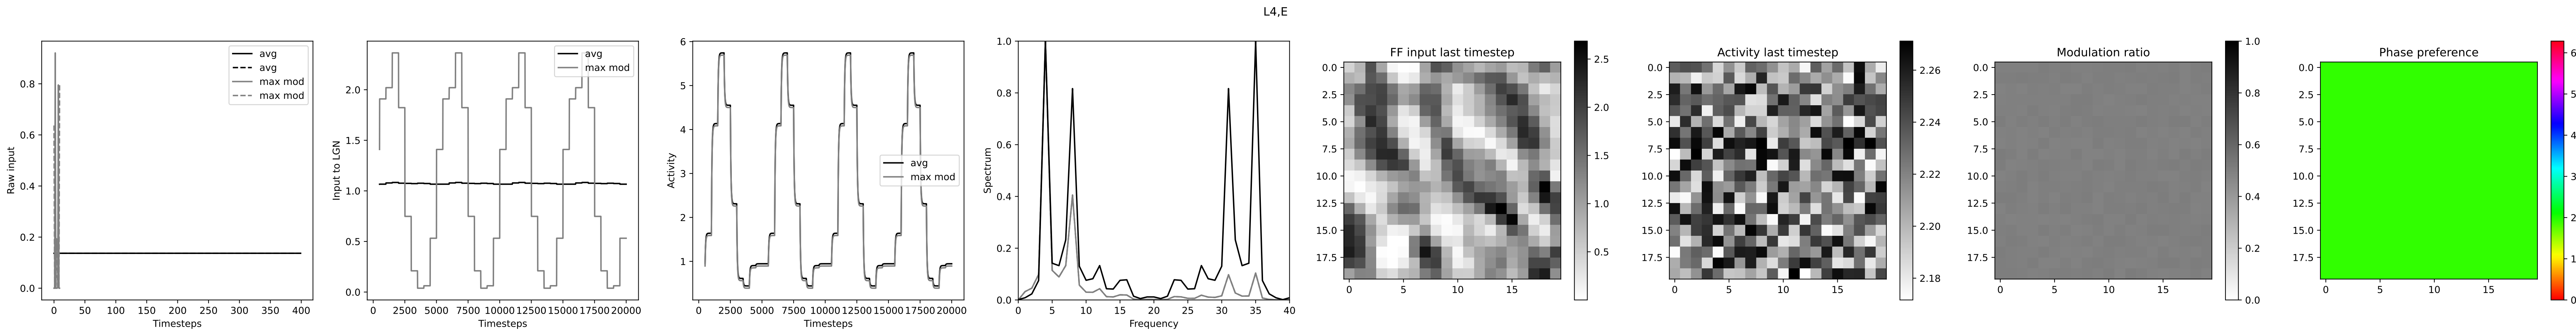 L4,E
Raw input
0.8
0.6
0.4
0.2
0.0
avg
avg
max mod
max mod
0 50 100 150 200 250 300 350 400
Timesteps
Input to LGN
2.0
1.5
1.0
0.5
0.0
avg
max mod
0 2500 5000 7500 10000 12500 15000 17500 20000
Timesteps
Activity
6
5
4
3
2
1
avg
max mod
0 2500 5000 7500 10000 12500 15000 17500 20000
Timesteps
Spectrum
1.0
0.8
0.6
0.4
0.2
0.0
0 5 10 15 20 25 30 35 40
Frequency
FF input last timestep
0.0
2.5
5.0
7.5
10.0
12.5
15.0
17.5
0 5 10 15
2.5
2.0
1.5
1.0
0.5
Activity last timestep
0.0
2.5
5.0
7.5
10.0
12.5
15.0
17.5
0 5 10 15
2.26
2.24
2.22
2.20
2.18
Modulation ratio
0.0
2.5
5.0
7.5
10.0
12.5
15.0
17.5
0 5 10 15
1.0
0.8
0.6
0.4
0.2
0.0
Phase preference
0.0
2.5
5.0
7.5
10.0
12.5
15.0
17.5
0 5 10 15
6
5
4
3
2
1
0